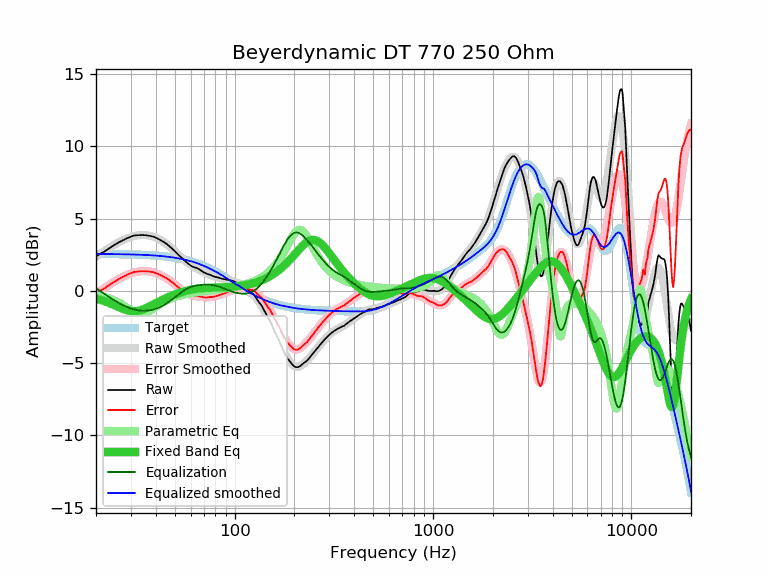 Beyerdynamic DT 770 250 Ohm
15
10
5
0
−5
−10
−15
Amplitude (dBr)
Target
Raw Smoothed
Error Smoothed
Raw
Error
Parametric Eq
Fixed Band Eq
Equalization
Equalized smoothed
100
1000
10000
Frequency (Hz)